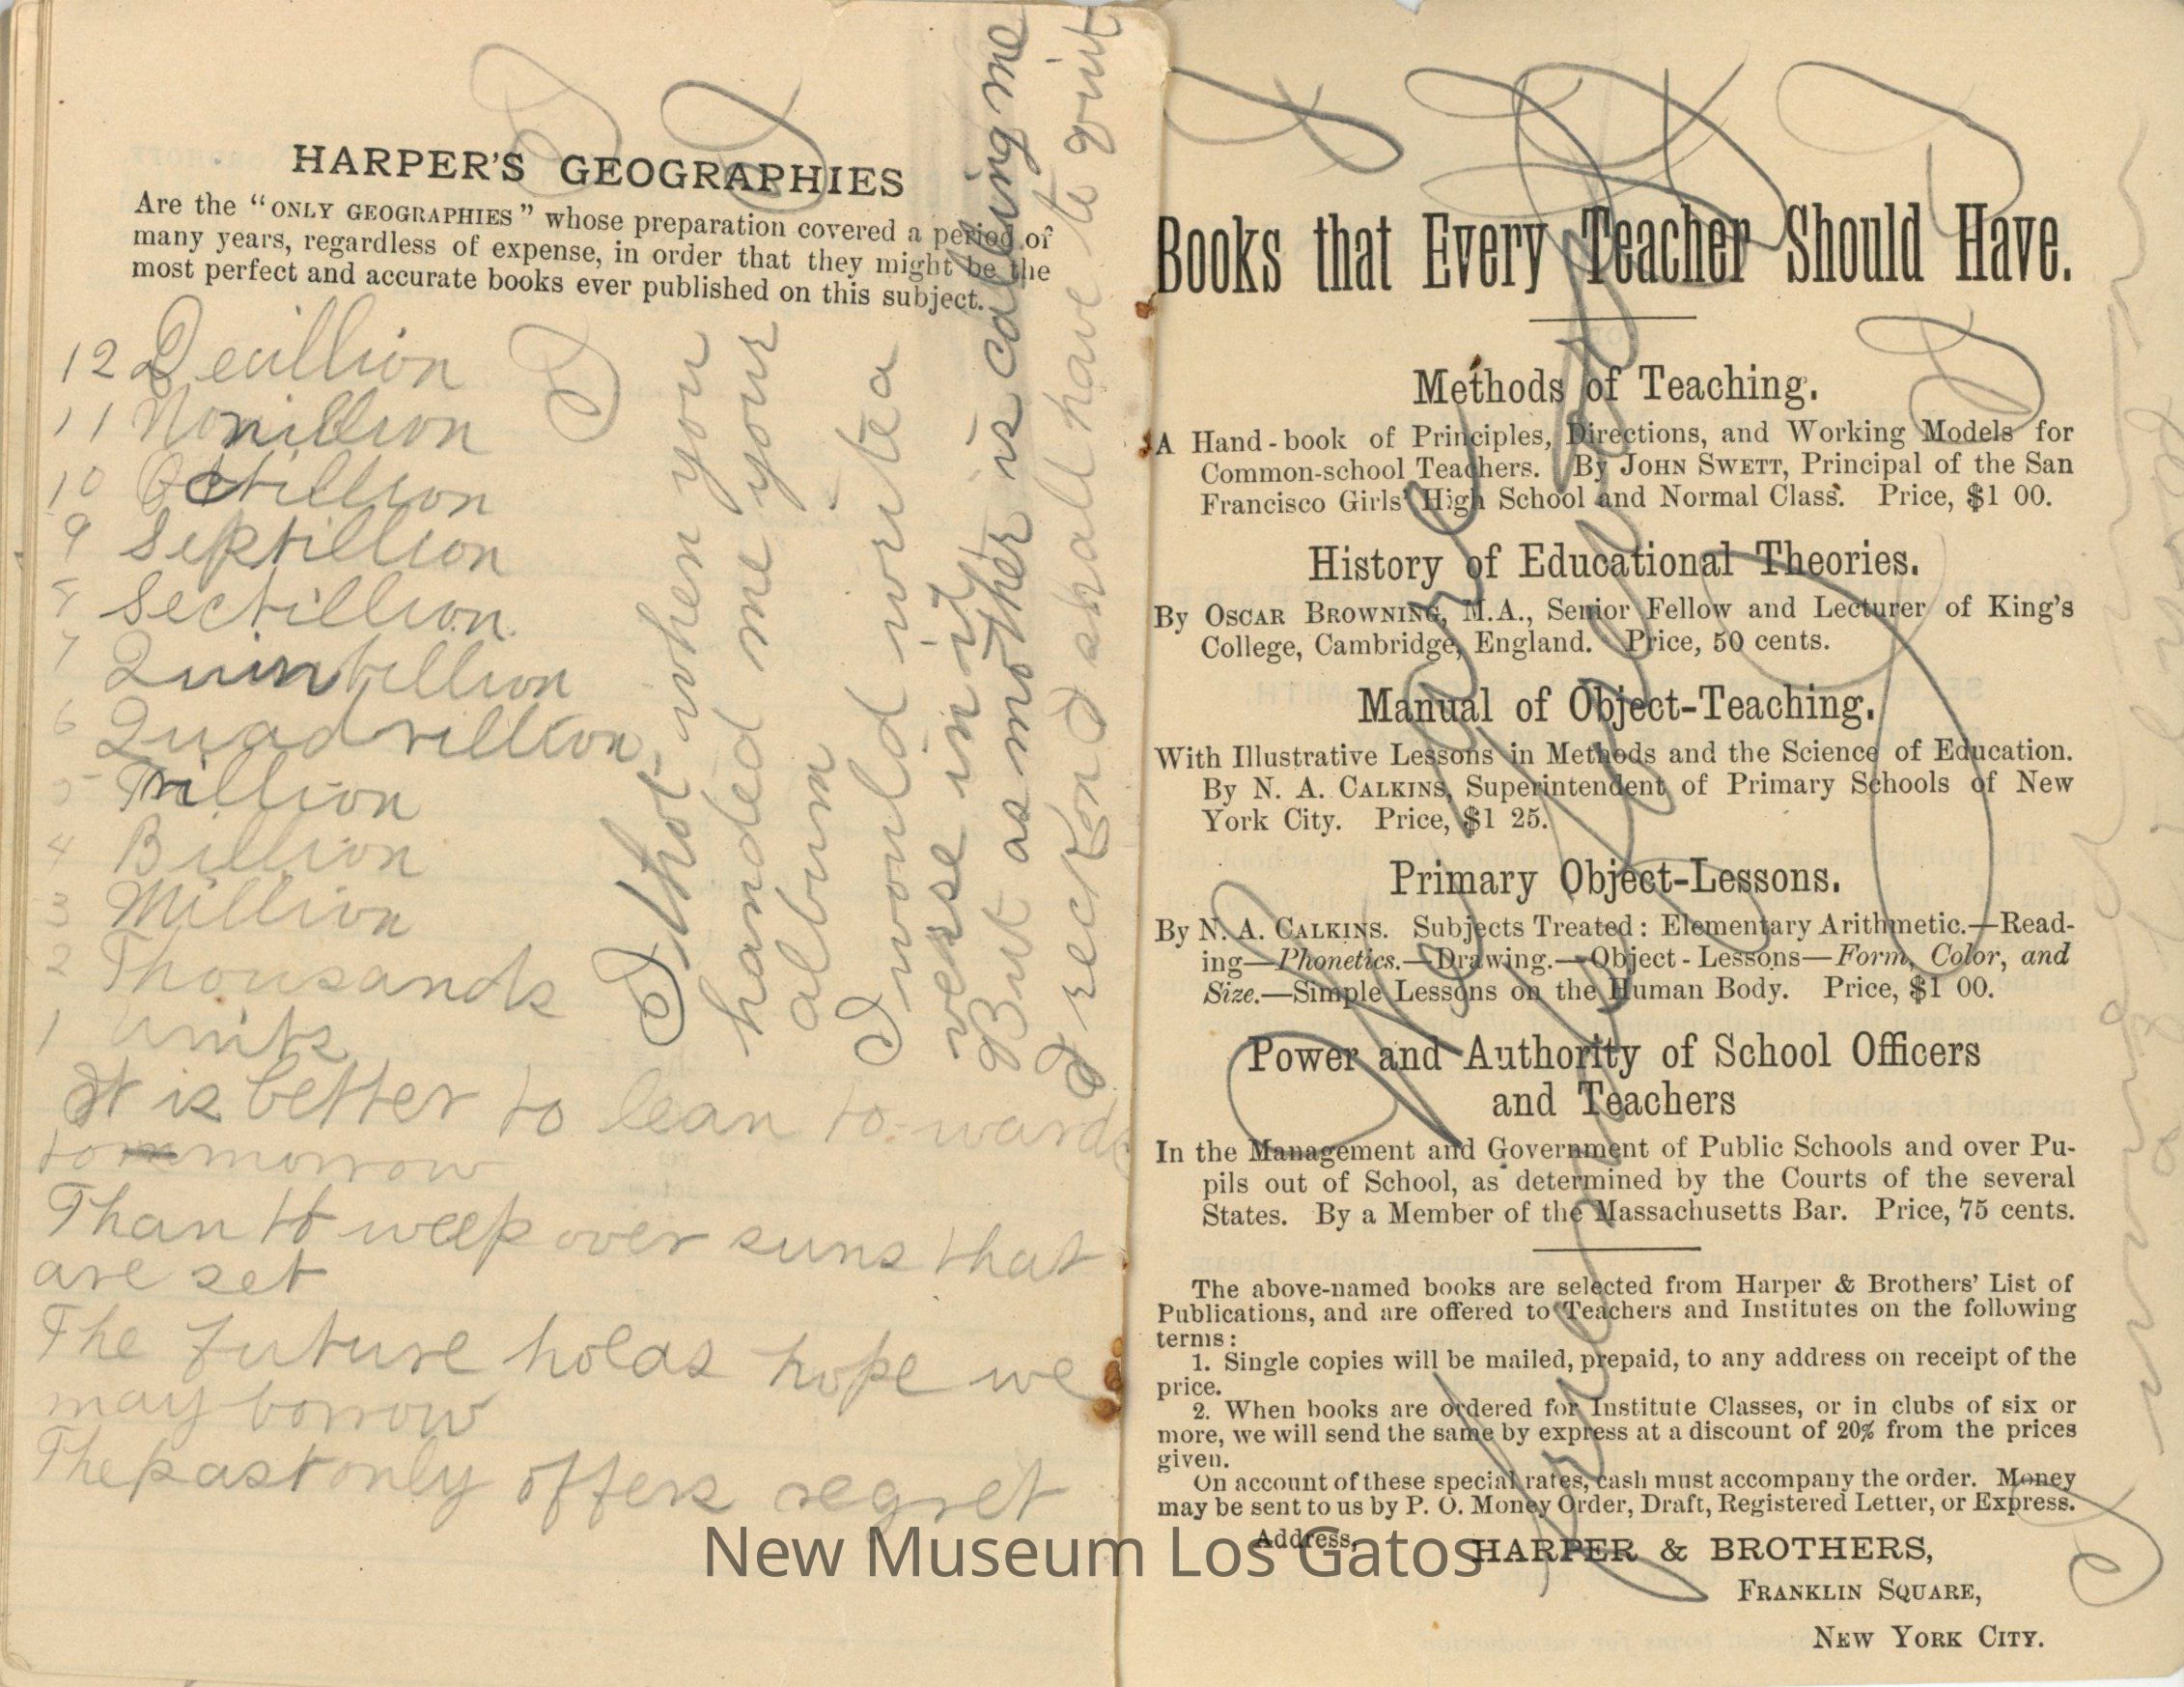 HARPER'S GEOGRAPHIES
Are the "ONLY GEOGRAPHIES" whose preparation covered a period of
many years, regardless of expense, in order that they might be the
most perfect and accurate books ever published on this subject.
12 Decillion
11 Nonillion
10 Octillion
9 Septillion
8 Sectillion
7 Quintillion
6 Quadrillion
5 Trillion
4 Billion
3 Million
2 Thousands
1 Units
It is better to lean to-wards
tommorrow
Than to weep over suns that
are set
The future holds hope we
may borrow
The past only offers regret
I thot when you
handed me your
album
I would write a
verse in it
But as mother is calling me
I reckon I shall have to quit
Books that Every Teacher Should Have.
Methods of Teaching.
A Hand-book of Principles, Directions, and Working Models for
Common-school Teachers. By JOHN SWETT, Principal of the San
Francisco Girls' High School and Normal Class. Price, $1 00.
History of Educational Theories.
By OSCAR BROWNING, M.A., Senior Fellow and Lecturer of King's
College, Cambridge, England. Price, 50 cents.
Manual of Object-Teaching.
With Illustrative Lessons in Methods and the Science of Education.
By N. A. CALKINS, Superintendent of Primary Schools of New
York City. Price, $1 25.
Primary Object-Lessons.
By N. A. CALKINS. Subjects Treated: Elementary Arithmetic.—Read-
ing—Phonetics.—Drawing.—Object-Lessons—Form, Color, and
Size.—Simple Lessons on the Human Body. Price, $1 00.
Power and Authority of School Officers
and Teachers
In the Management and Government of Public Schools and over Pu-
pils out of School, as determined by the Courts of the several
States. By a Member of the Massachusetts Bar. Price, 75 cents.
The above-named books are selected from Harper & Brothers' List of
Publications, and are offered to Teachers and Institutes on the following
terms:
1. Single copies will be mailed, prepaid, to any address on receipt of the
price.
2. When books are ordered for Institute Classes, or in clubs of six or
more, we will send the same by express at a discount of 20% from the prices
given.
On account of these special rates, cash must accompany the order. Money
may be sent to us by P. O. Money Order, Draft, Registered Letter, or Express.
Address,
HARPER & BROTHERS,
FRANKLIN SQUARE,
NEW YORK CITY.
New Museum Los Gatos